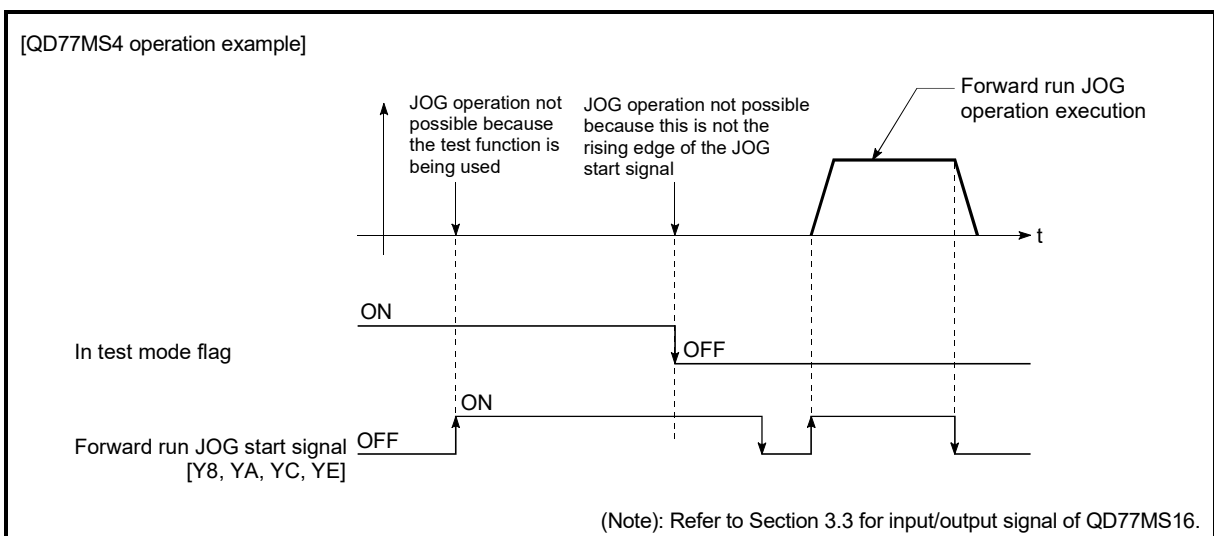 [QD77MS4 operation example]
JOG operation not
possible because
the test function is
being used
JOG operation not possible
because this is not the
rising edge of the JOG
start signal
Forward run JOG
operation execution
t
ON
In test mode flag
OFF
ON
Forward run JOG start signal
[Y8, YA, YC, YE]
OFF
(Note): Refer to Section 3.3 for input/output signal of QD77MS16.